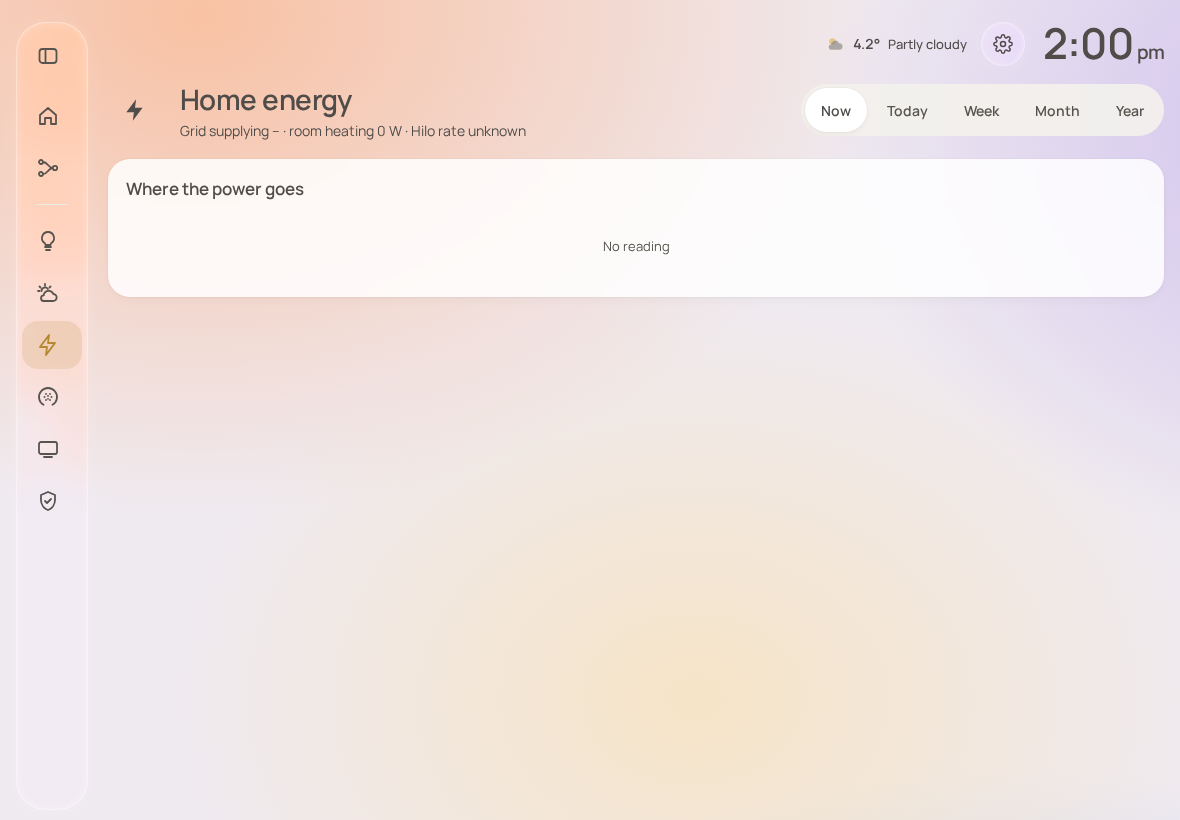 4.2° Partly cloudy
2:00 pm
Home energy
Grid supplying – · room heating 0 W · Hilo rate unknown
Now Today Week Month Year
Where the power goes
No reading